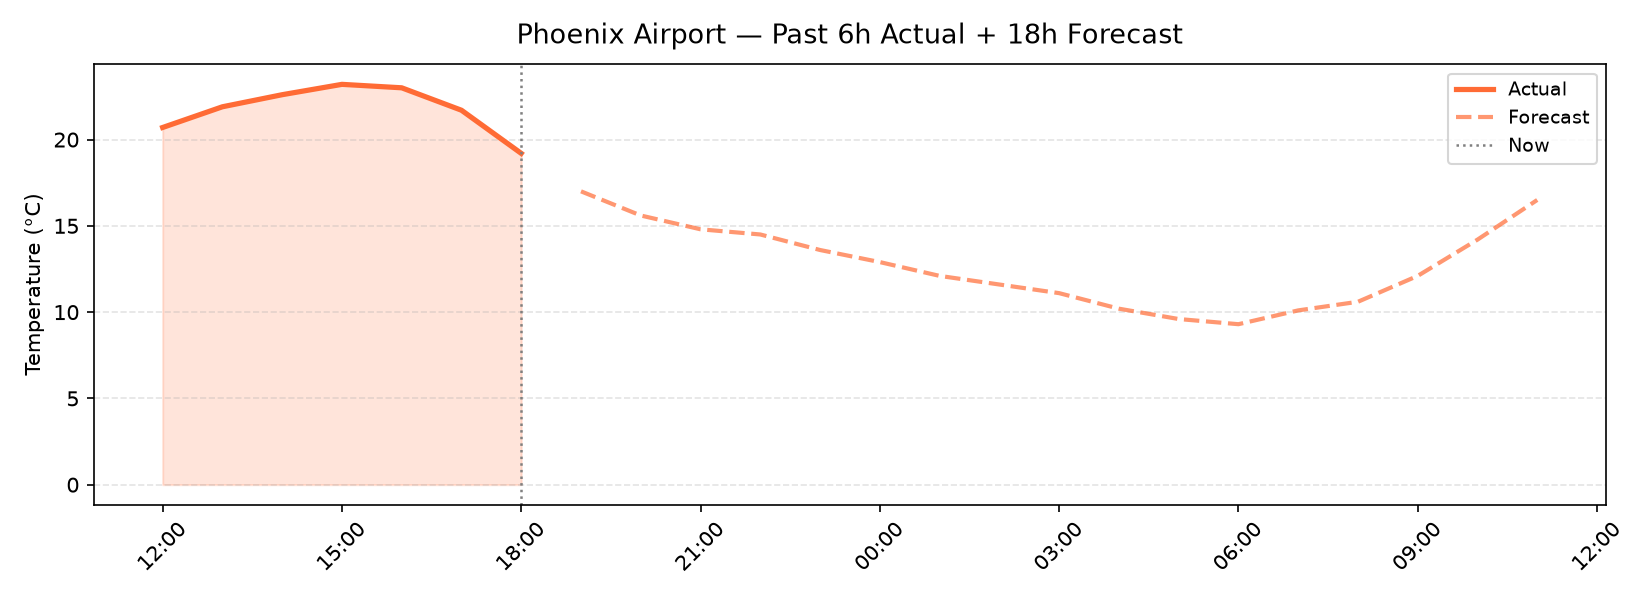 Phoenix Airport — Past 6h Actual + 18h Forecast
Temperature (°C)
20
15
10
5
0
12:00
15:00
18:00
21:00
00:00
03:00
06:00
09:00
12:00
Actual
Forecast
Now